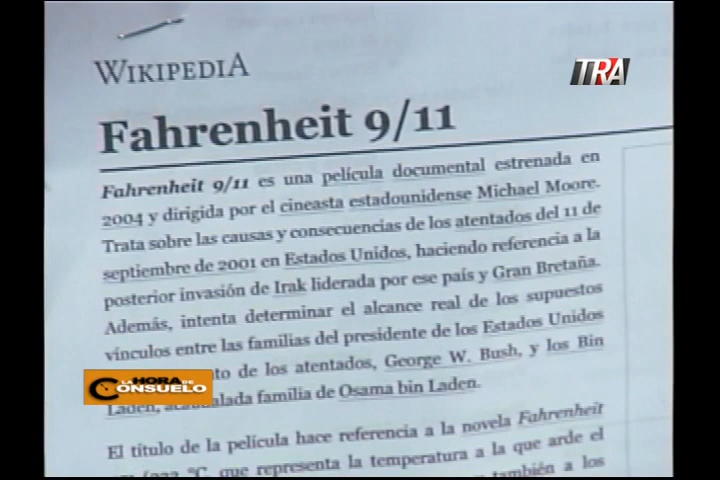 WIKIPEDIA
TRA
Fahrenheit 9/11
Fahrenheit 9/11 es una película documental estrenada en
2004 y dirigida por el cineasta estadounidense Michael Moore.
Trata sobre las causas y consecuencias de los atentados del 11 de
septiembre de 2001 en Estados Unidos, haciendo referencia a la
posterior invasión de Irak liderada por ese país y Gran Bretaña.
Además, intenta determinar el alcance real de los supuestos
vínculos entre las familias del presidente de los Estados Unidos
de los atentados, George W. Bush, y los Bin
Laden, familia de Osama bin Laden.
LA HORA DE
CONSUELO
El título de la película hace referencia a la novela Fahrenheit
°C, que representa la temperatura a la que arde el
también a los